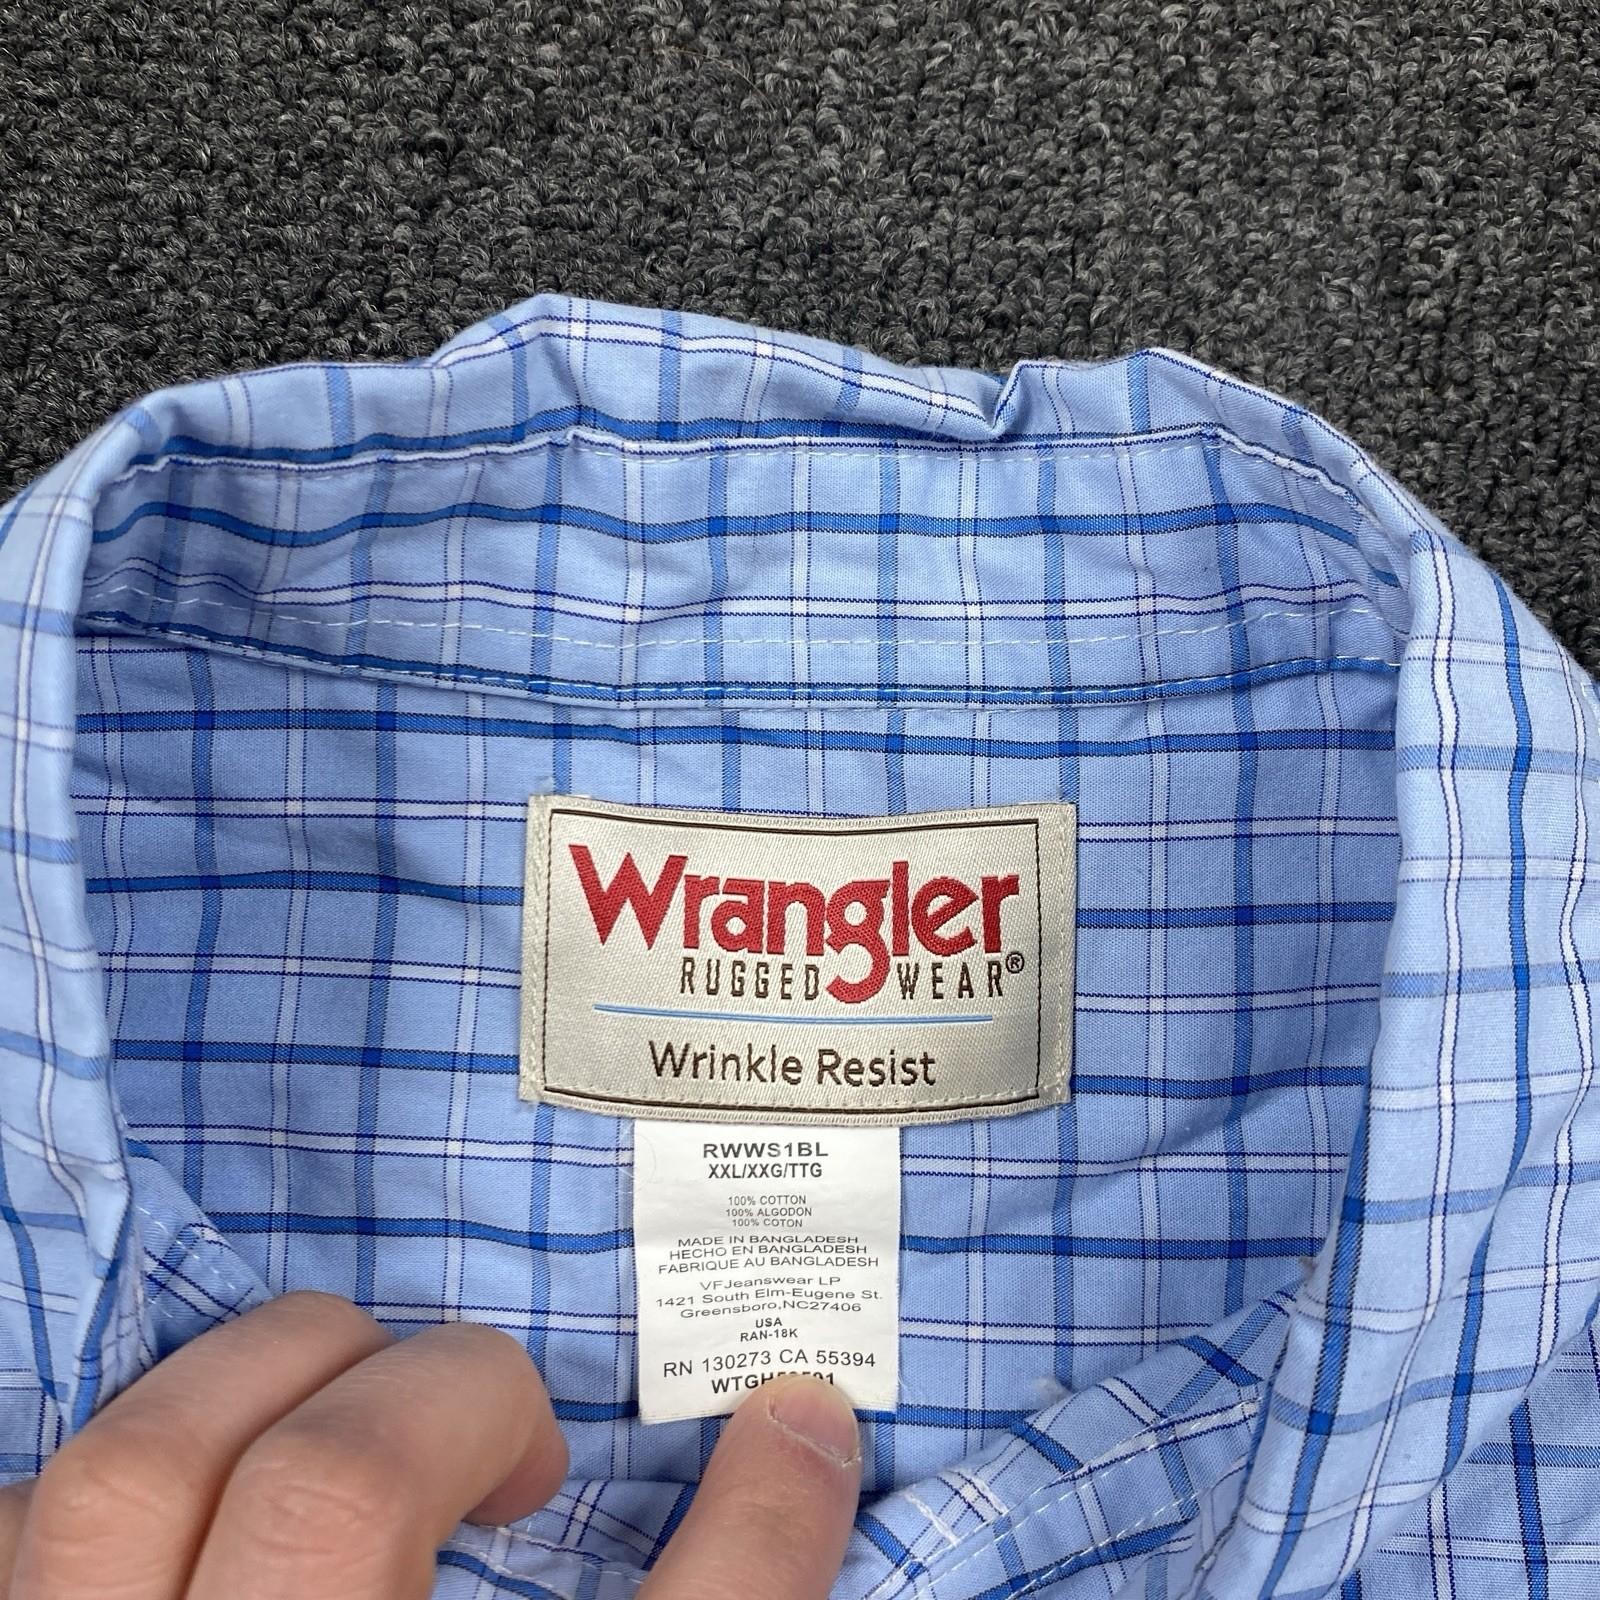 Wrangler
RUGGED WEAR®
Wrinkle Resist
RWWS1BL
XXL/XXG/TTG
100% COTTON
100% ALGODON
100% COTON
MADE IN BANGLADESH
HECHO EN BANGLADESH
FABRIQUE AU BANGLADESH
VFJeanswear LP
1421 South Elm-Eugene St.
Greensboro,NC27406
USA
RAN-18K
RN 130273 CA 55394